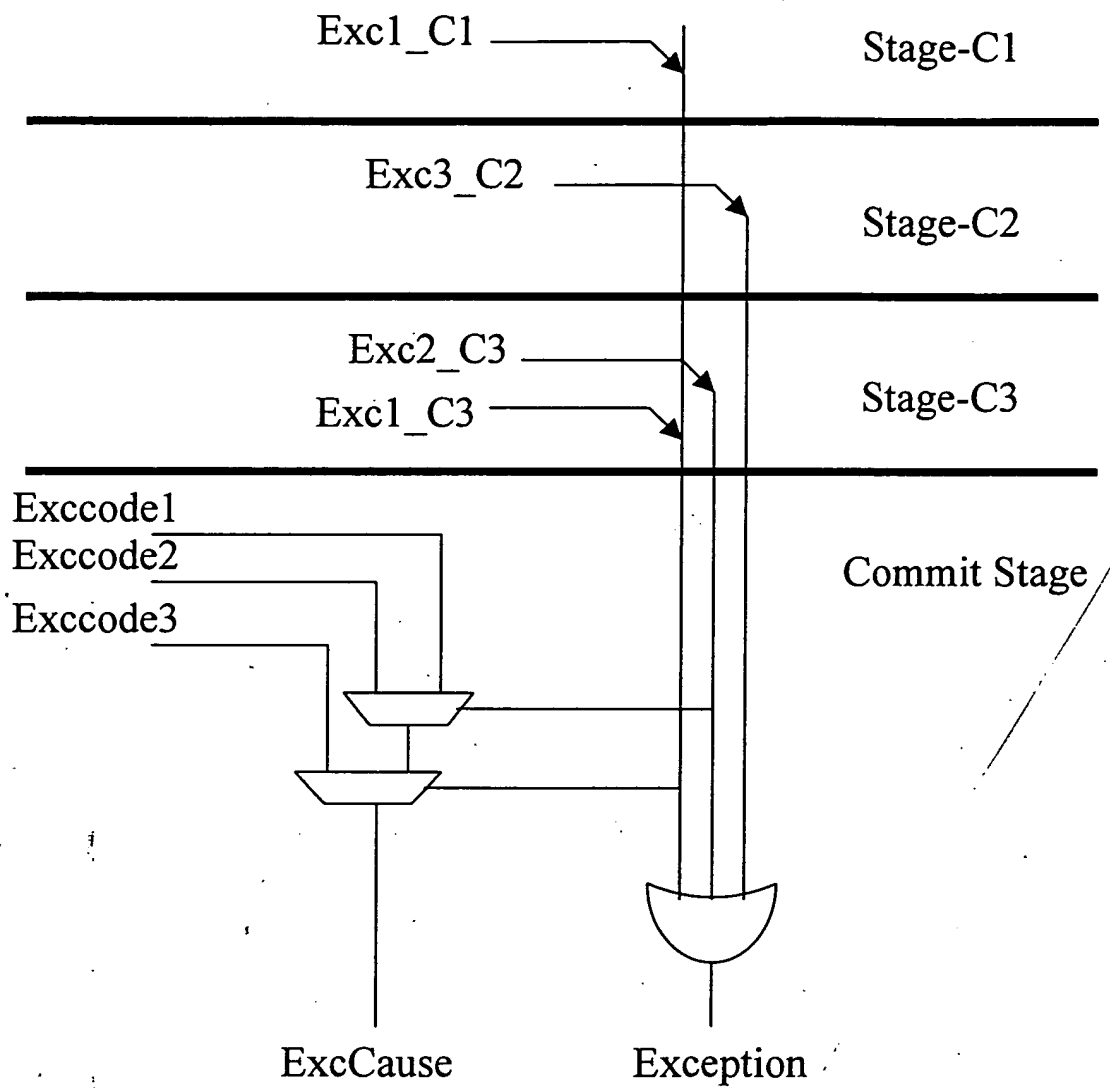 Exc1_C1
Stage-C1
Exc3_C2
Stage-C2
Exc2_C3
Stage-C3
Exc1_C3
Exccode1
Exccode2
Commit Stage
Exccode3
ExcCause
Exception